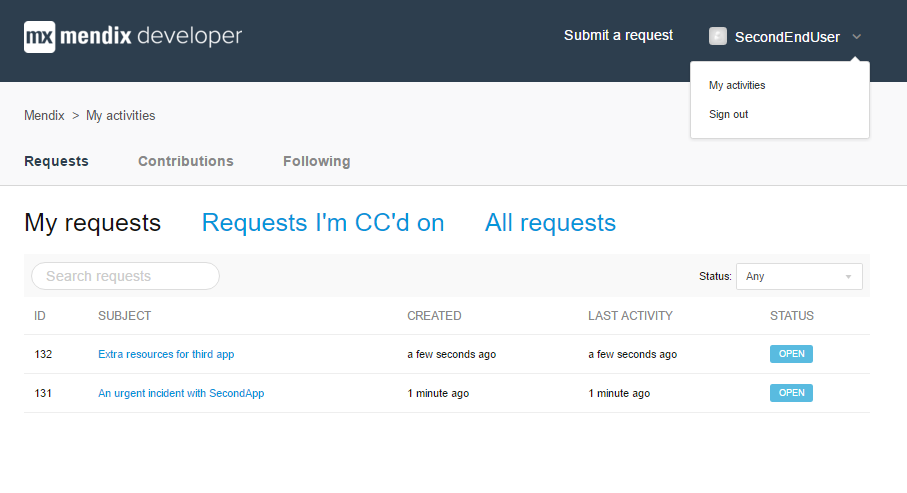 mx mendix developer
Submit a request
SecondEndUser
My activities
Sign out
Mendix > My activities
Requests Contributions Following
My requests Requests I'm CC'd on All requests
Search requests Status: Any
ID SUBJECT CREATED LAST ACTIVITY STATUS
132 Extra resources for third app a few seconds ago a few seconds ago OPEN
131 An urgent incident with SecondApp 1 minute ago 1 minute ago OPEN